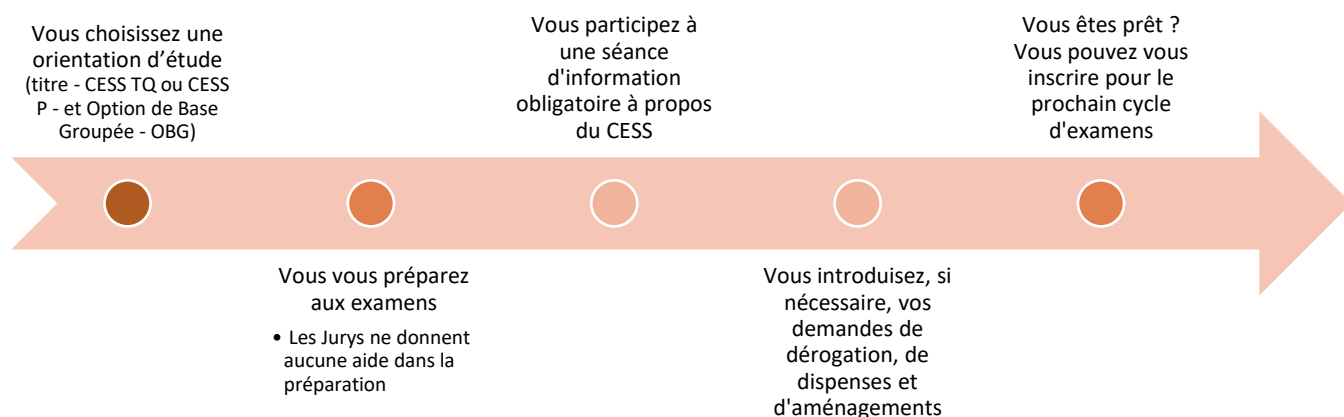 Vous choisissez une
orientation d’étude
(titre - CESS TQ ou CESS
P - et Option de Base
Groupée - OBG)
Vous vous préparez
aux examens
• Les Jurys ne donnent
aucune aide dans la
préparation
Vous participez à
une séance
d'information
obligatoire à propos
du CESS
Vous introduisez, si
nécessaire, vos
demandes de
dérogation, de
dispenses et
d'aménagements
Vous êtes prêt ?
Vous pouvez vous
inscrire pour le
prochain cycle
d'examens